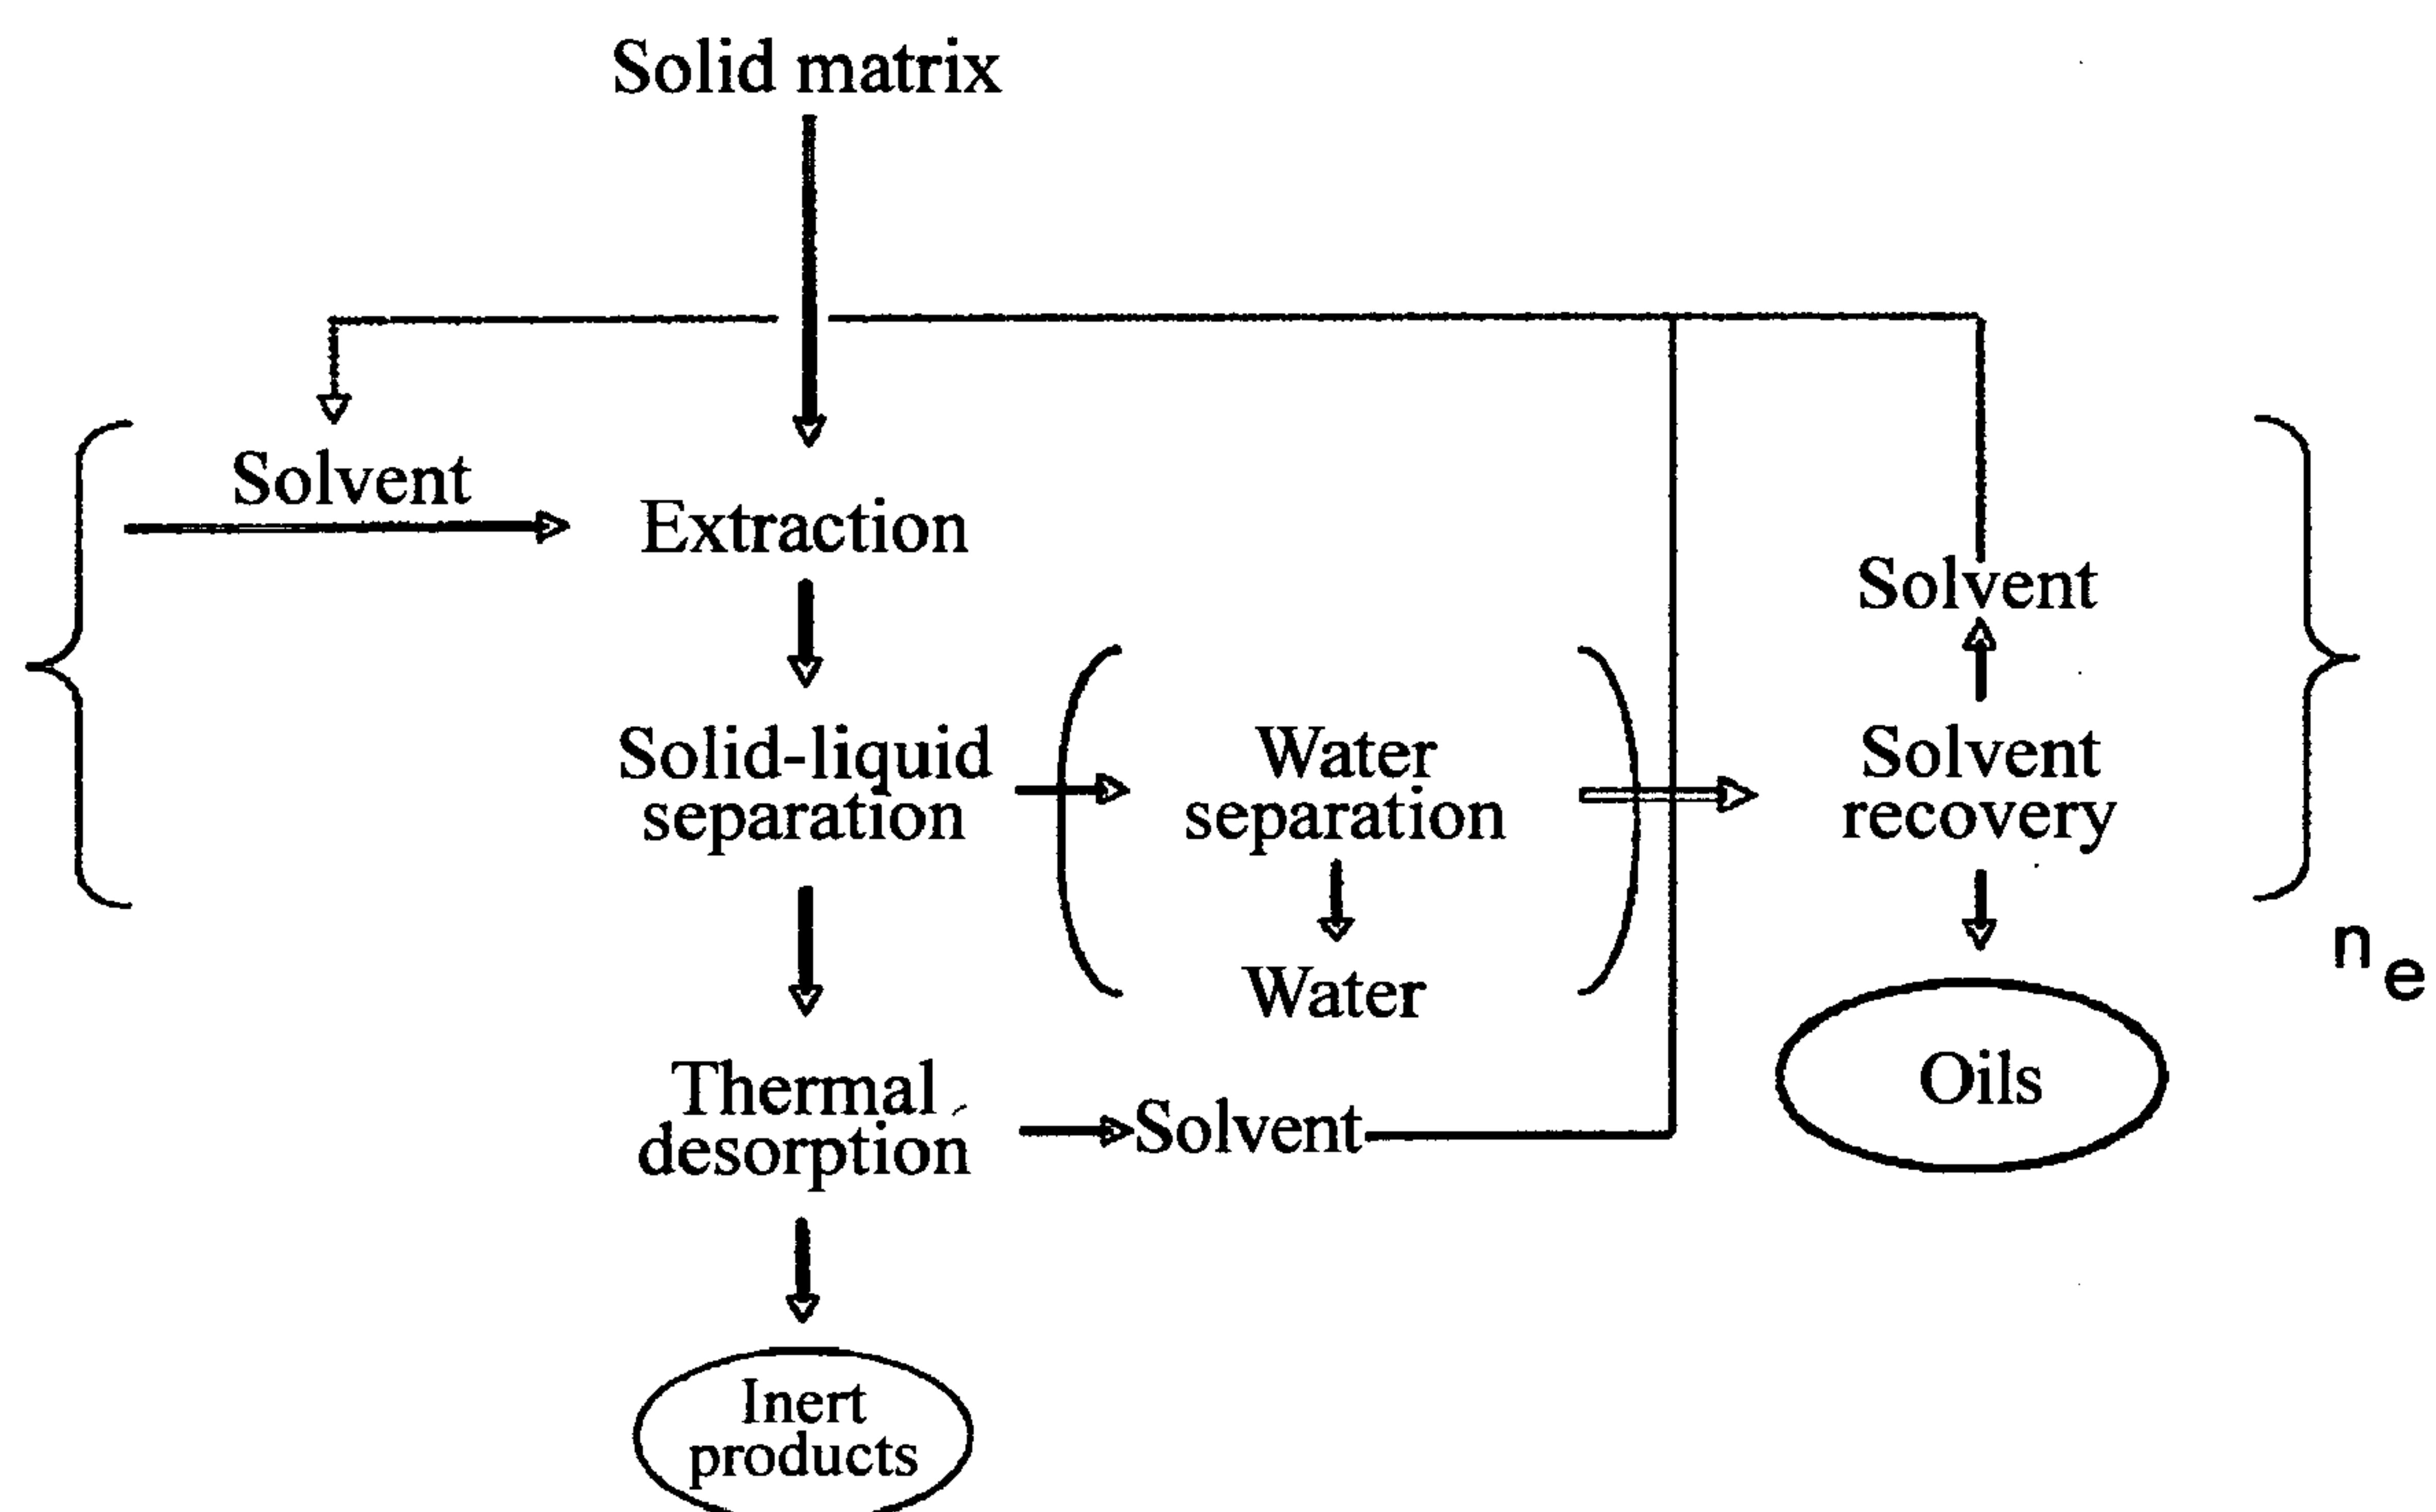 Solid matrix
Solvent
Extraction
Solvent
Solid-liquid
separation
Water
separation
Solvent
recovery
Water
n e
Thermal
desorption
Solvent
Oils
Inert
products